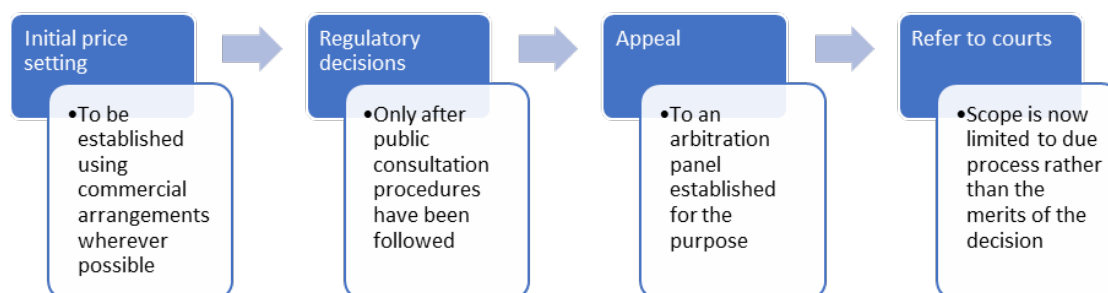 Initial price
setting
•To be
established
using
commercial
arrangements
wherever
possible
Regulatory
decisions
•Only after
public
consultation
procedures
have been
followed
Appeal
•To an
arbitration
panel
established
for the
purpose
Refer to courts
•Scope is now
limited to due
process rather
than the
merits of the
decision